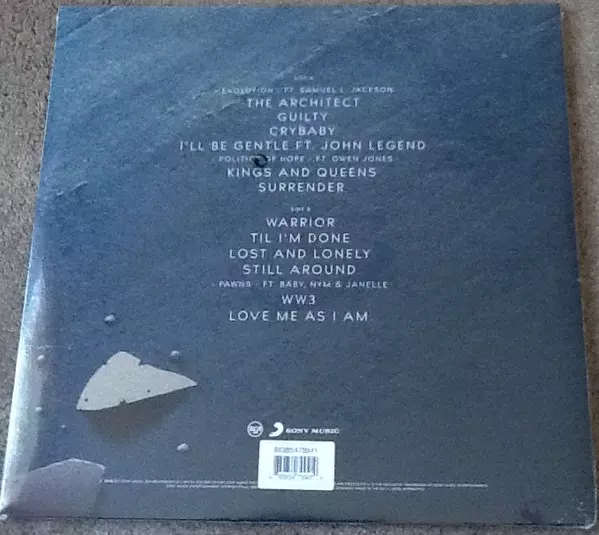 SIDE A
- EVOLUTION - FT. SAMUEL L. JACKSON
THE ARCHITECT
GUILTY
CRYBABY
I'LL BE GENTLE FT. JOHN LEGEND
- POLITICS OF HOPE - FT. OWEN JONES
KINGS AND QUEENS
SURRENDER
SIDE B
WARRIOR
TIL I'M DONE
LOST AND LONELY
STILL AROUND
- PAWNS - FT. BABY, NYM & JANELLE
WW3
LOVE ME AS I AM
RCA
SONY MUSIC